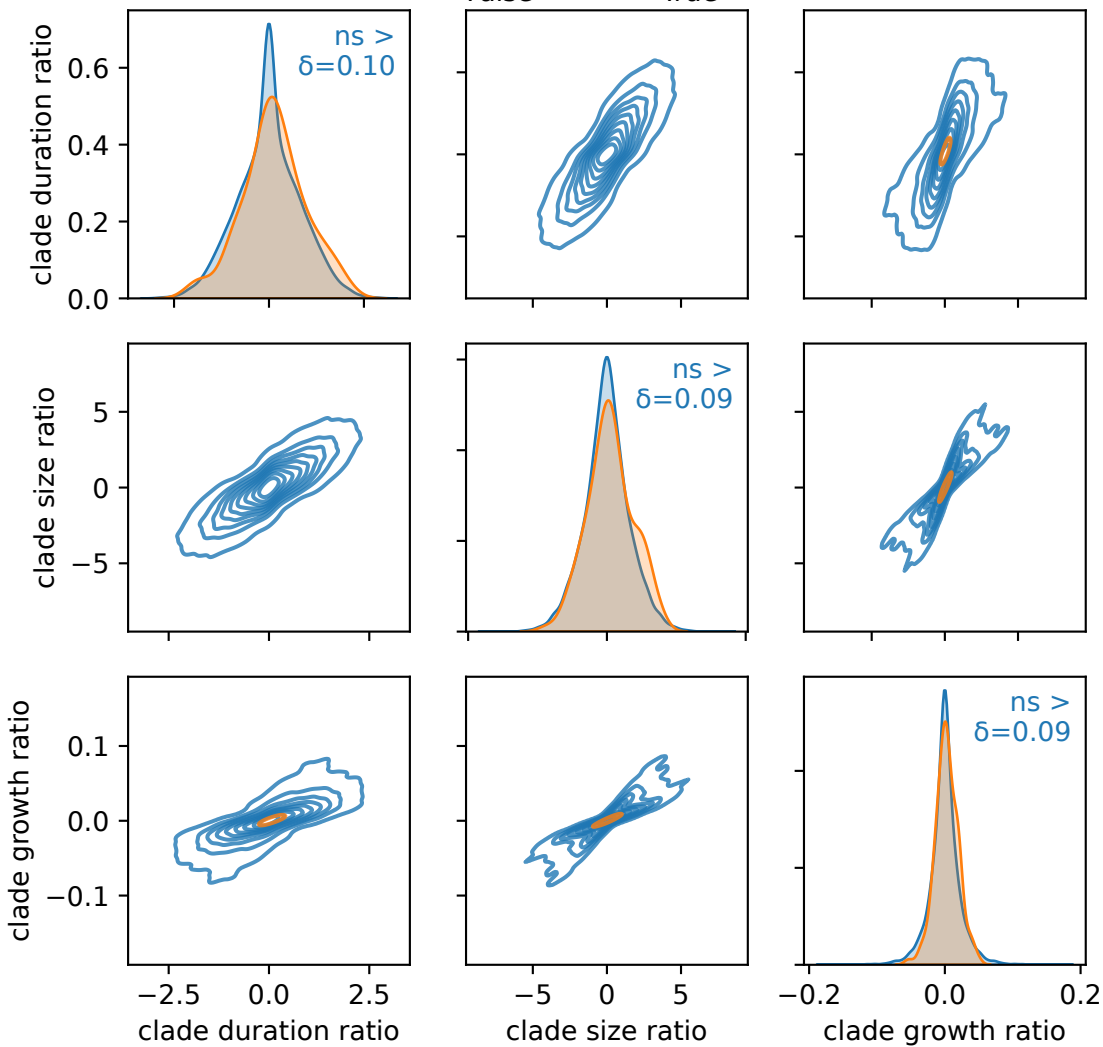 clade duration ratio
0.6
0.4
0.2
0.0
ns >
δ=0.10
clade size ratio
5
0
−5
ns >
δ=0.09
−5
0
5
clade growth ratio
0.1
0.0
−0.1
ns >
δ=0.09
−2.5
0.0
2.5
−5
0
5
−0.2
0.0
0.2
clade duration ratio
clade size ratio
clade growth ratio